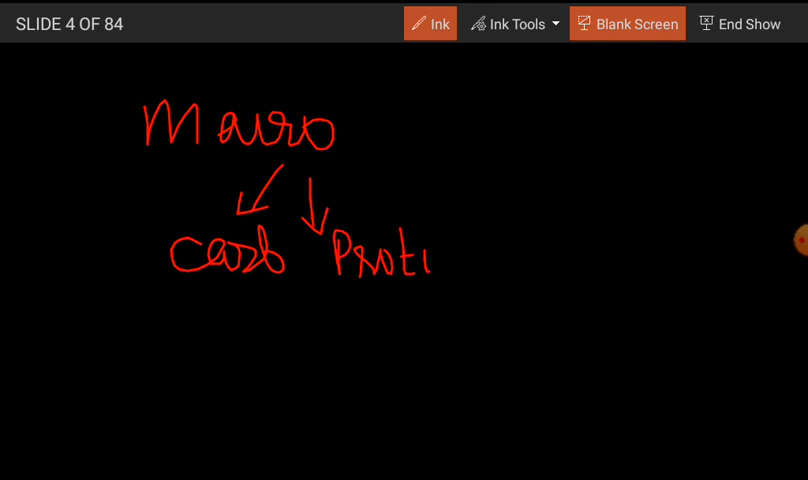 SLIDE 4 OF 84 Ink Ink Tools Blank Screen End Show
Macro
Carb Proti